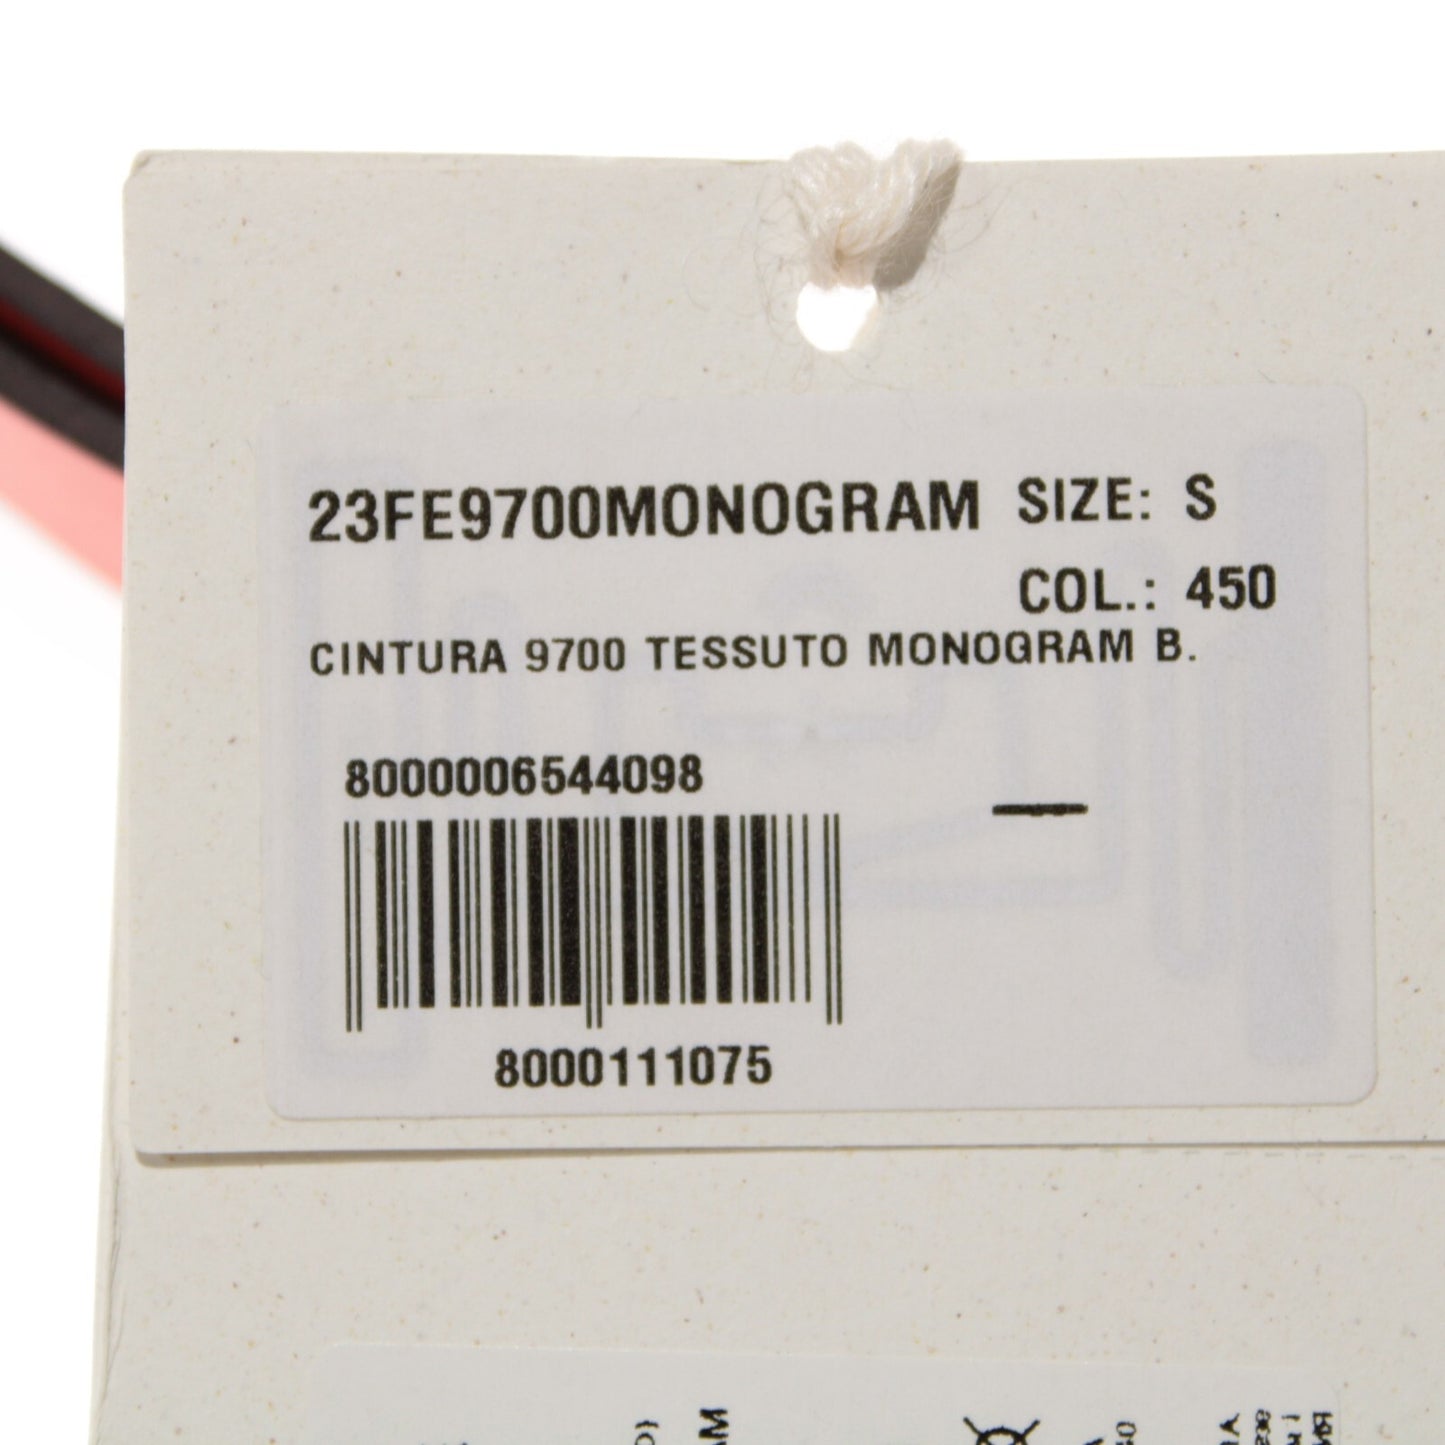 23FE9700MONOGRAM SIZE: S
COL.: 450
CINTURA 9700 TESSUTO MONOGRAM B.
8000006544098
8000111075